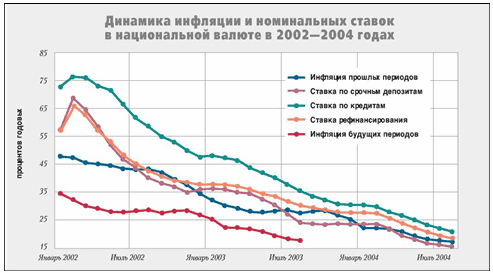 Динамика инфляции и номинальных ставок
в национальной валюте в 2002—2004 годах
процентов годовых
85
75
65
55
45
35
25
15
Инфляция прошлых периодов
Ставка по срочным депозитам
Ставка по кредитам
Ставка рефинансирования
Инфляция будущих периодов
Январь 2002
Июль 2002
Январь 2003
Июль 2003
Январь 2004
Июль 2004